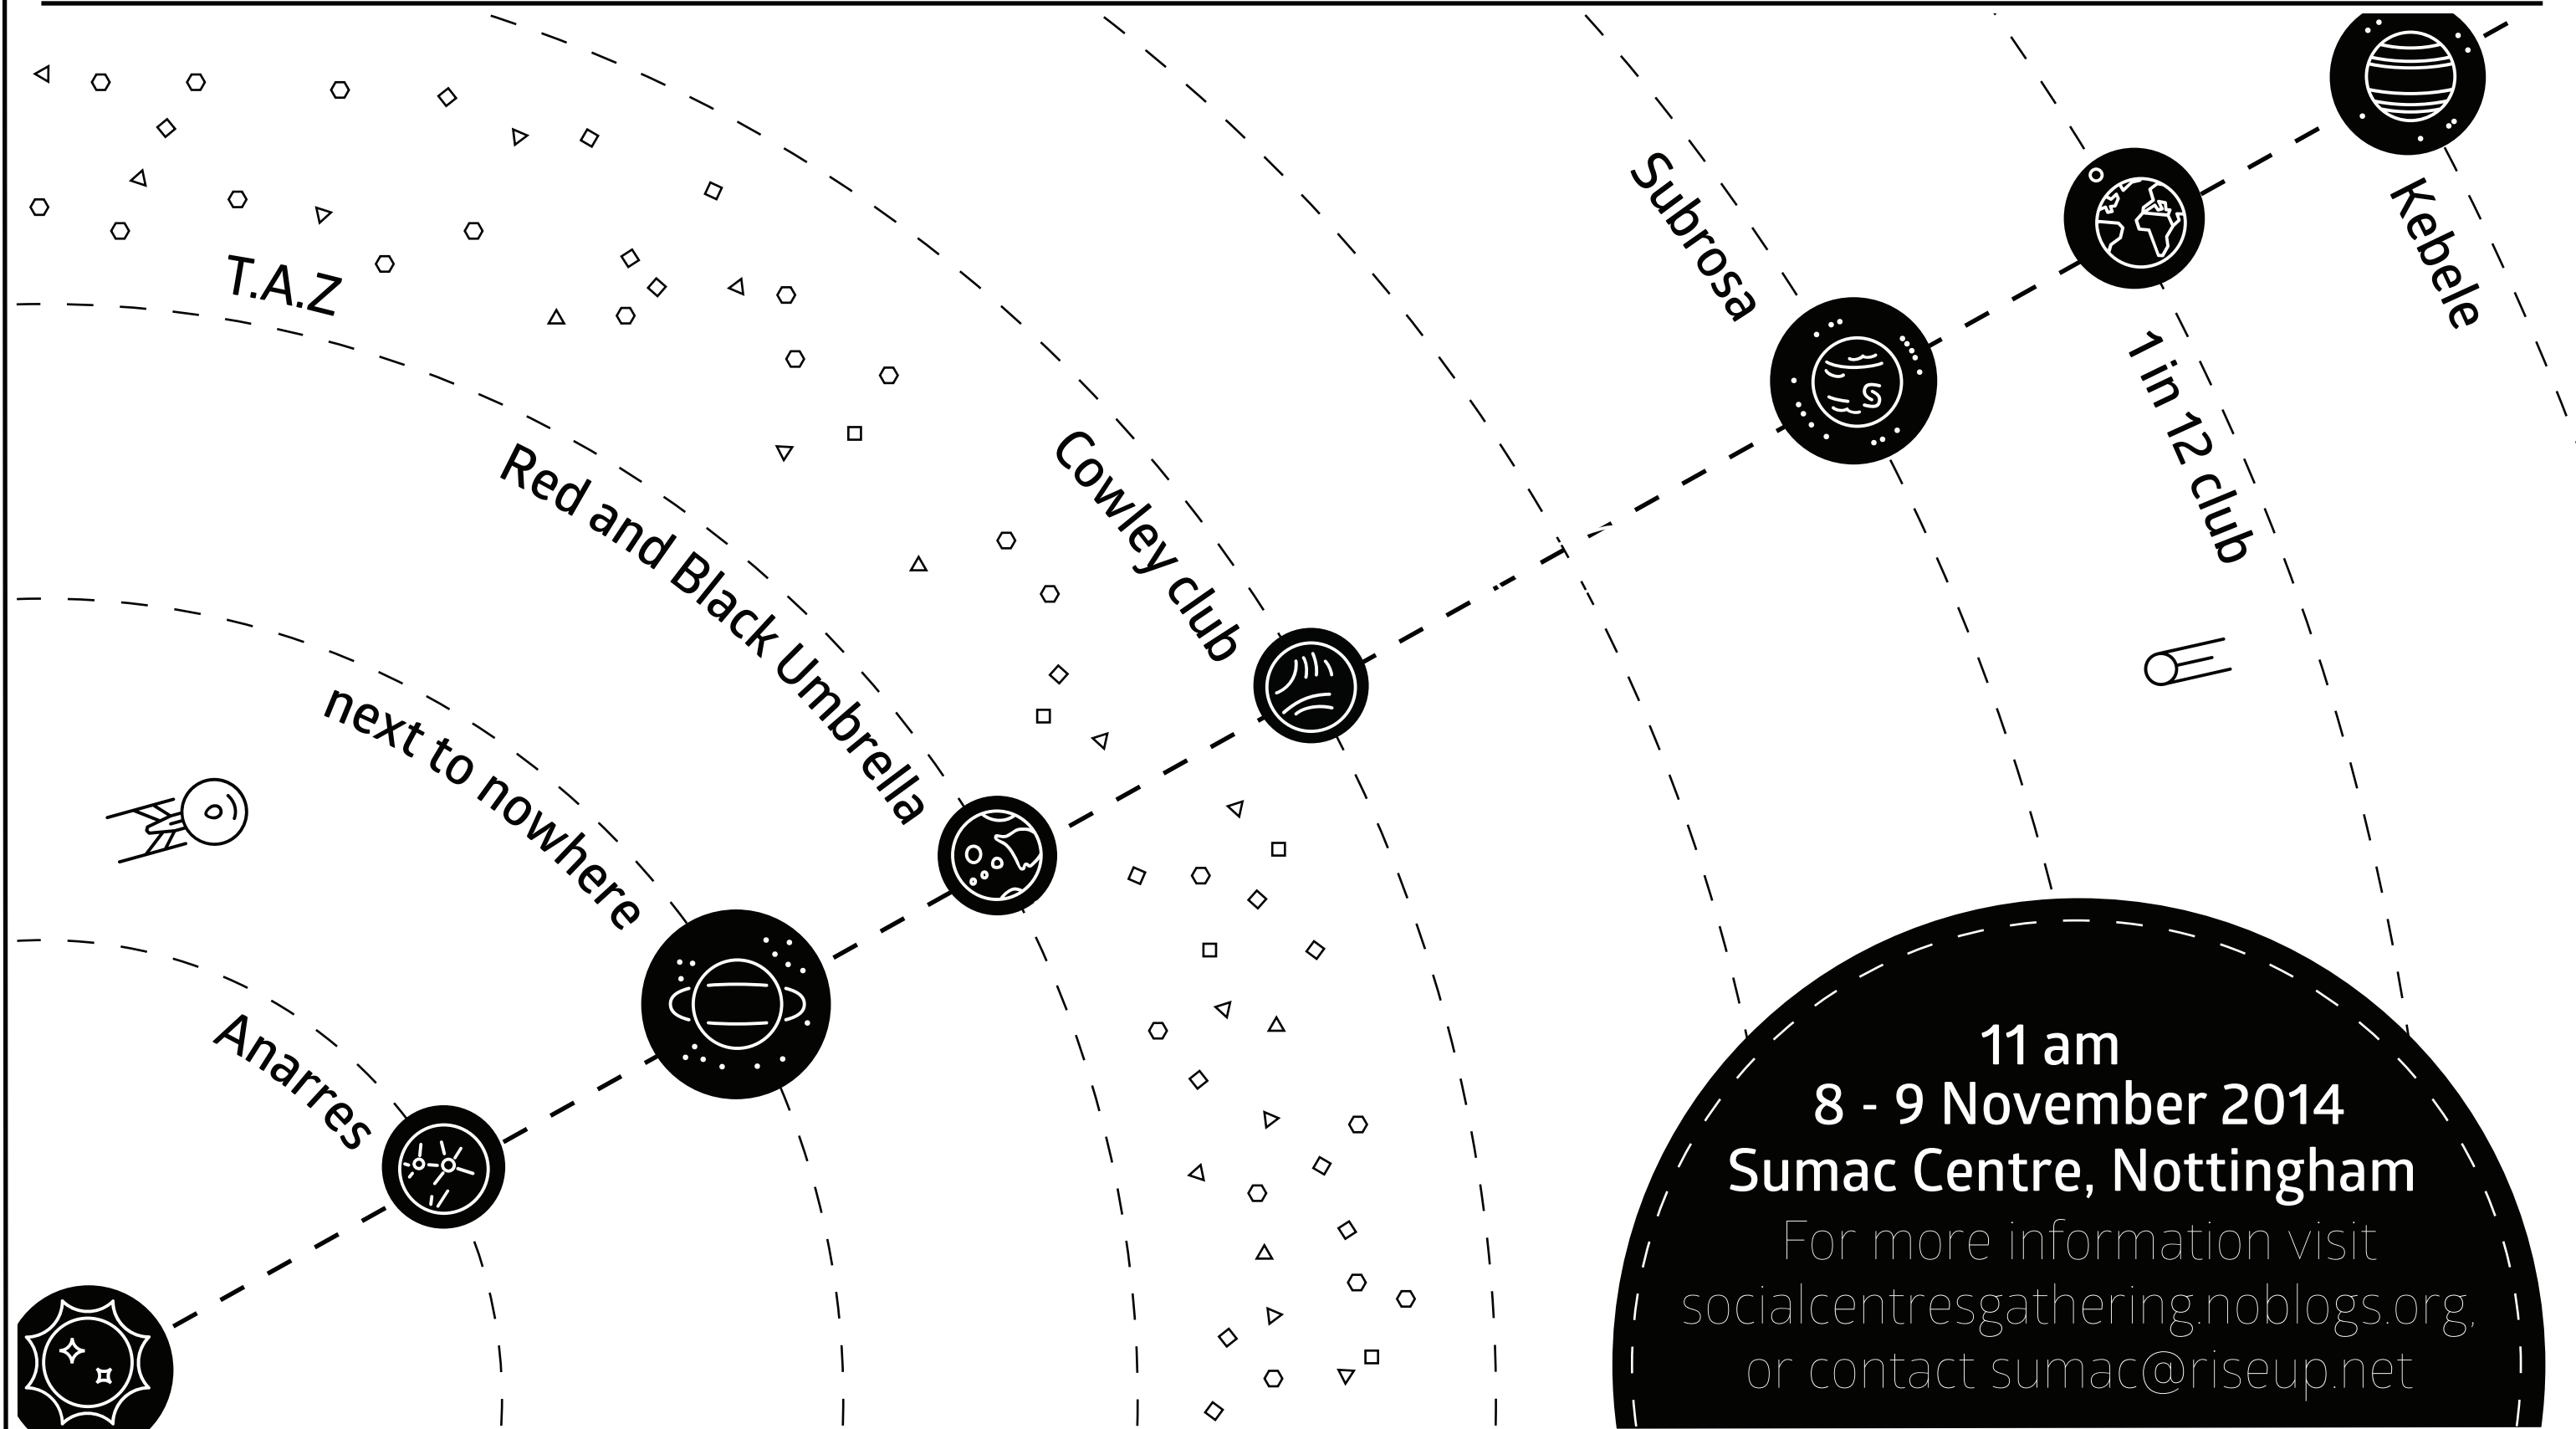 T.A.Z
Red and Black Umbrella
next to nowhere
Anarres
Cowley club
Subrosa
1 in 12 club
Kebele
11 am
8 - 9 November 2014
Sumac Centre, Nottingham
For more information visit
socialcentresgathering.noblogs.org,
or contact sumac@riseup.net